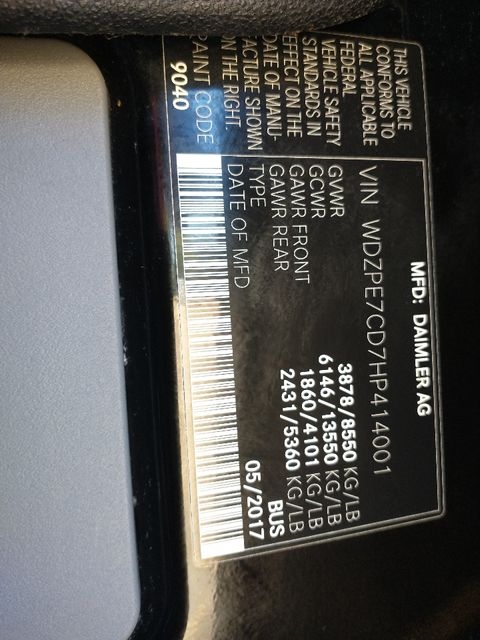 MFD: DAIMLER AG
VIN WDZPE7CD7HP414001
THIS VEHICLE
CONFORMS TO
ALL APPLICABLE
FEDERAL
VEHICLE SAFETY
STANDARDS IN
EFFECT ON THE
DATE OF MANU-
FACTURE SHOWN
ON THE RIGHT.
PAINT CODE
9040
GVWR 3878/8550 KG/LB
GCWR 6146/13550 KG/LB
GAWR FRONT 1860/4101 KG/LB
GAWR REAR 2431/5360 KG/LB
TYPE BUS
DATE OF MFD 05/2017